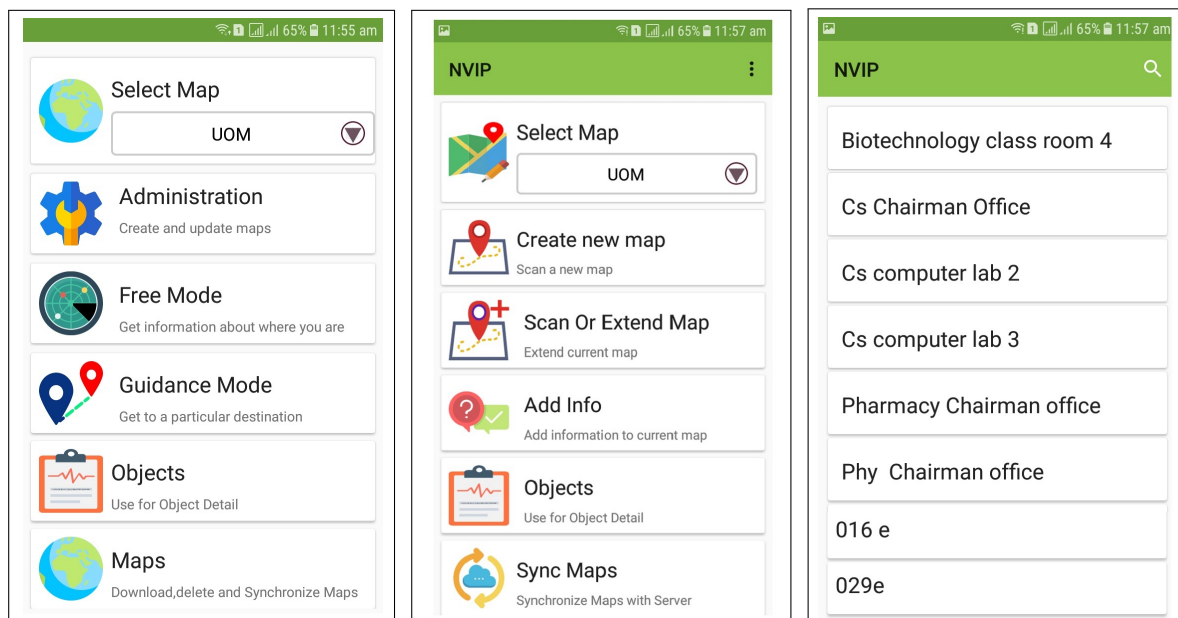 65% 11:55 am
Select Map
UOM
Administration
Create and update maps
Free Mode
Get information about where you are
Guidance Mode
Get to a particular destination
Objects
Use for Object Detail
Maps
Download,delete and Synchronize Maps
1 65% 11:57 am
NVIP
Select Map
UOM
Create new map
Scan a new map
Scan Or Extend Map
Extend current map
?
Add Info
Add information to current map
Objects
Use for Object Detail
Sync Maps
Synchronize Maps with Server
1 65% 11:57 am
NVIP
Biotechnology class room 4
Cs Chairman Office
Cs computer lab 2
Cs computer lab 3
Pharmacy Chairman office
Phy Chairman office
016 e
029e